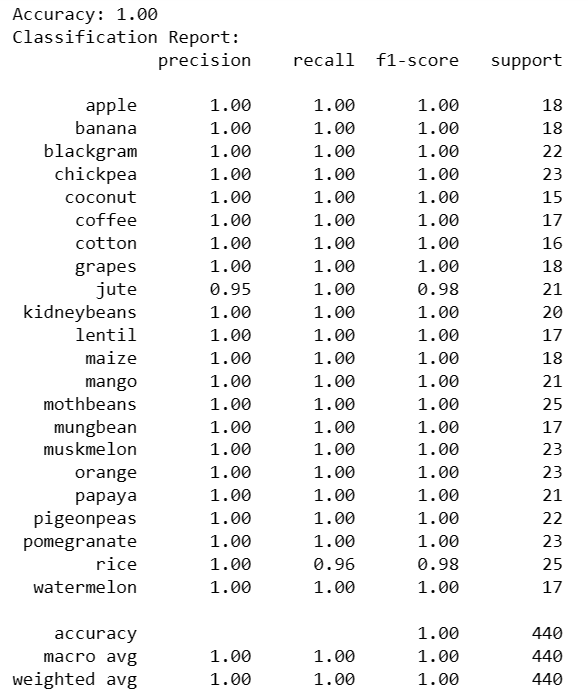 Accuracy: 1.00
Classification Report:
precision recall f1-score support
apple 1.00 1.00 1.00 18
banana 1.00 1.00 1.00 18
blackgram 1.00 1.00 1.00 22
chickpea 1.00 1.00 1.00 23
coconut 1.00 1.00 1.00 15
coffee 1.00 1.00 1.00 17
cotton 1.00 1.00 1.00 16
grapes 1.00 1.00 1.00 18
jute 0.95 1.00 0.98 21
kidneybeans 1.00 1.00 1.00 20
lentil 1.00 1.00 1.00 17
maize 1.00 1.00 1.00 18
mango 1.00 1.00 1.00 21
mothbeans 1.00 1.00 1.00 25
mungbean 1.00 1.00 1.00 17
muskmelon 1.00 1.00 1.00 23
orange 1.00 1.00 1.00 23
papaya 1.00 1.00 1.00 21
pigeonpeas 1.00 1.00 1.00 22
pomegranate 1.00 1.00 1.00 23
rice 1.00 0.96 0.98 25
watermelon 1.00 1.00 1.00 17
accuracy 1.00 440
macro avg 1.00 1.00 1.00 440
weighted avg 1.00 1.00 1.00 440